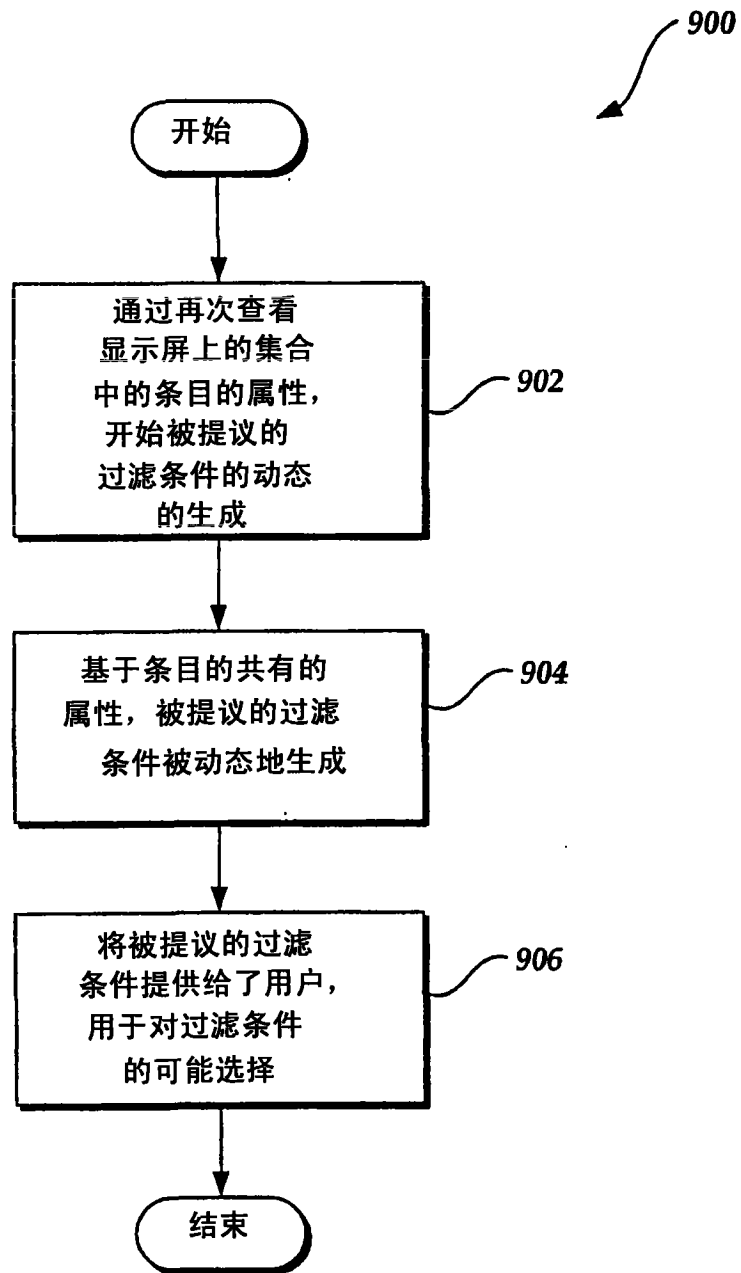 900
开始
通过再次查看
显示屏上的集合
中的条目的属性，
开始被提议的
过滤条件的动态
的生成
902
基于条目的共有的
属性，被提议的过滤
条件被动态地生成
904
将被提议的过滤
条件提供给了用户，
用于对过滤条件
的可能选择
906
结束